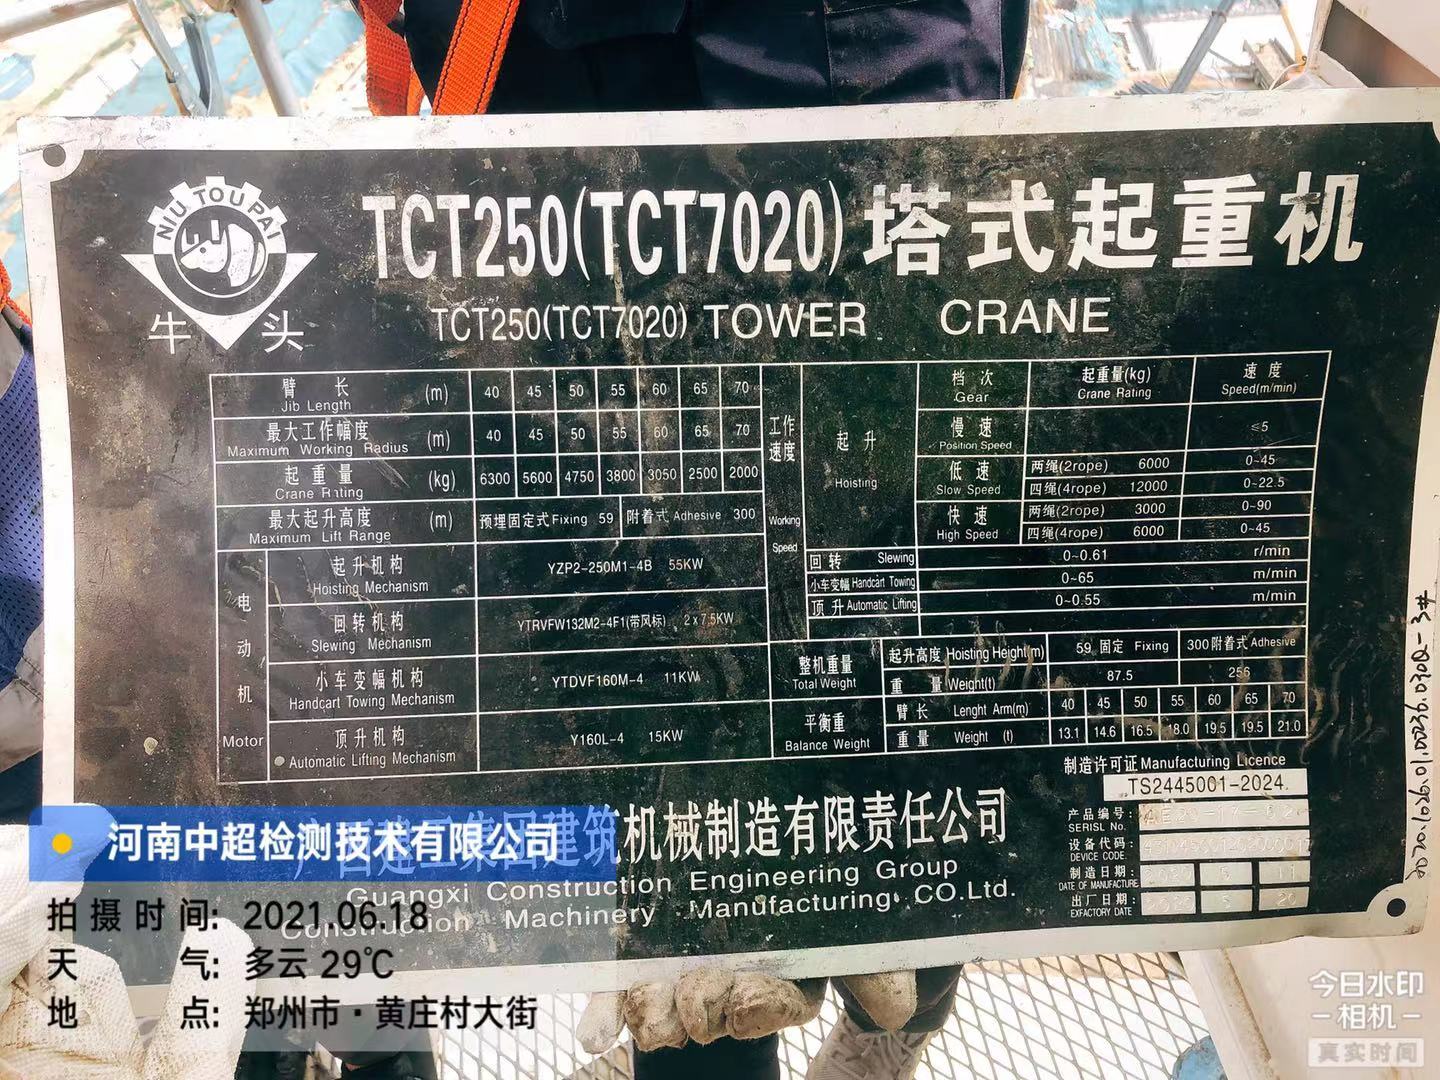 NIU TOU PAI
牛 头
TCT250(TCT7020) 塔式起重机
TCT250(TCT7020) TOWER CRANE
臂 长 (m) 40 45 50 55 60 65 70
Jib Length
最大工作幅度 (m) 40 45 50 55 60 65 70
Maximum Working Radius
起重量 (kg) 6300 5600 4750 3800 3050 2500 2000
Crane Rating
最大起升高度 (m) 预埋固定式 Fixing 59 附着式 Adhesive 300
Maximum Lift Range
电动机 Motor
起升机构 YZP2-250M1-4B 55KW
Hoisting Mechanism
回转机构 YTRVFW132M2-4F1(带风标) 2x7.5KW
Slewing Mechanism
小车变幅机构 YTDVF160M-4 11KW
Handcart Towing Mechanism
顶升机构 Y160L-4 15KW
Automatic Lifting Mechanism
工作速度 Working Speed
起升 Hoisting
档次 起重量(kg) 速度
Gear Crane Rating Speed(m/min)
慢速 ≤5
Position Speed
低速 两绳(2rope) 6000 0~45
Slow Speed 四绳(4rope) 12000 0~22.5
快速 两绳(2rope) 3000 0~90
High Speed 四绳(4rope) 6000 0~45
回转 Slewing 0~0.61 r/min
小车变幅 Handcart Towing 0~65 m/min
顶升 Automatic Lifting 0~0.55 m/min
整机重量 起升高度 Hoisting Height(m) 59 固定 Fixing 300附着式 Adhesive
Total Weight 重量 Weight(t) 87.5 256
平衡重 臂长 Lenght Arm(m) 40 45 50 60 65 70
Balance Weight 重量 Weight (t) 13.1 14.6 16.5 18.0 19.5 19.5 21.0
制造许可证 Manufacturing Licence
TS2445001-2024
产品编号:
SERISL No.
设备代码:
DEVICE CODE.
制造日期: 2020 5 11
DATE OF MANUFACTURE
出厂日期: 2020 5 20
EXFACTORY DATE
广西建工集团建筑机械制造有限责任公司
Guangxi Construction Engineering Group
Construction Machinery Manufacturing CO.Ltd.
河南中超检测技术有限公司
拍摄时间: 2021.06.18
天 气: 多云 29℃
地 点: 郑州市·黄庄村大街
今日水印
-相机-
真实时间